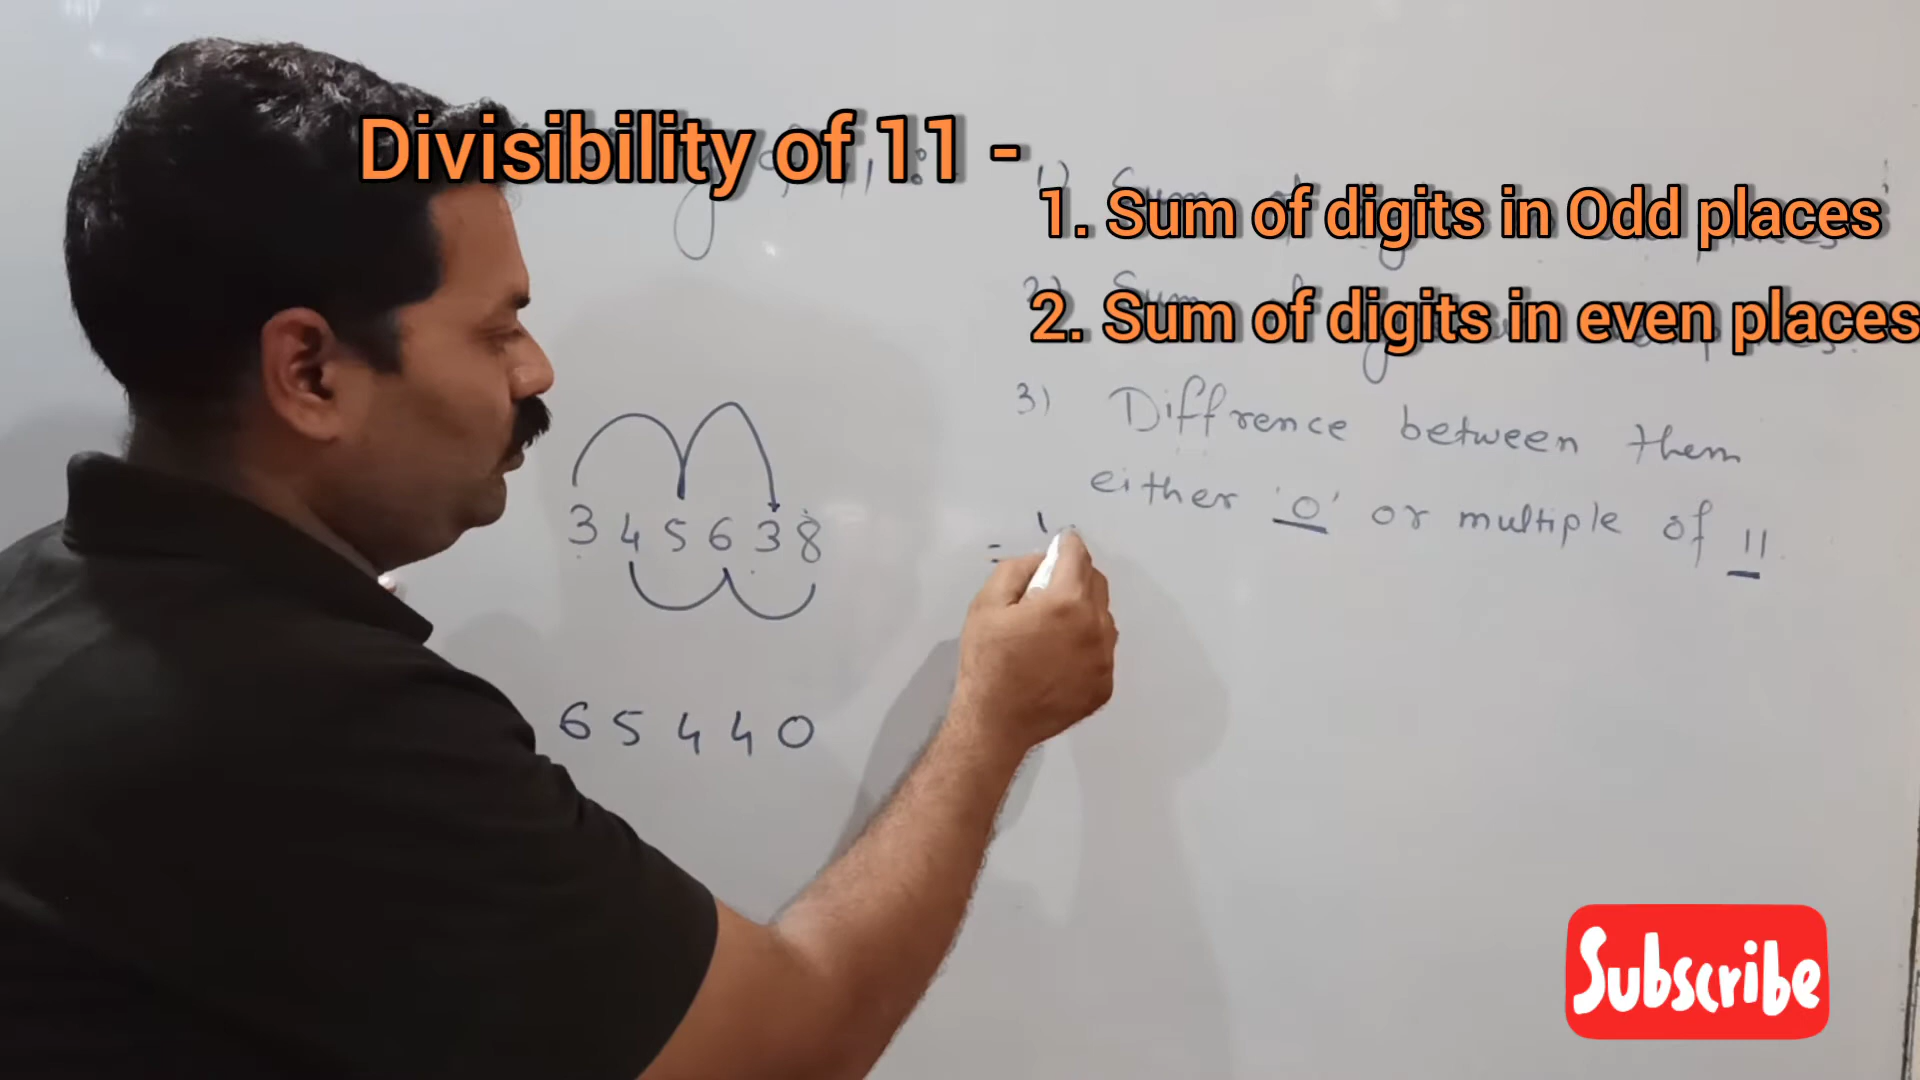 Divisibility of 11 -
1. Sum of digits in Odd places
2. Sum of digits in even places
3) Diffrence between them
either '0' or multiple of 11.
345638
=
65440
Subscribe